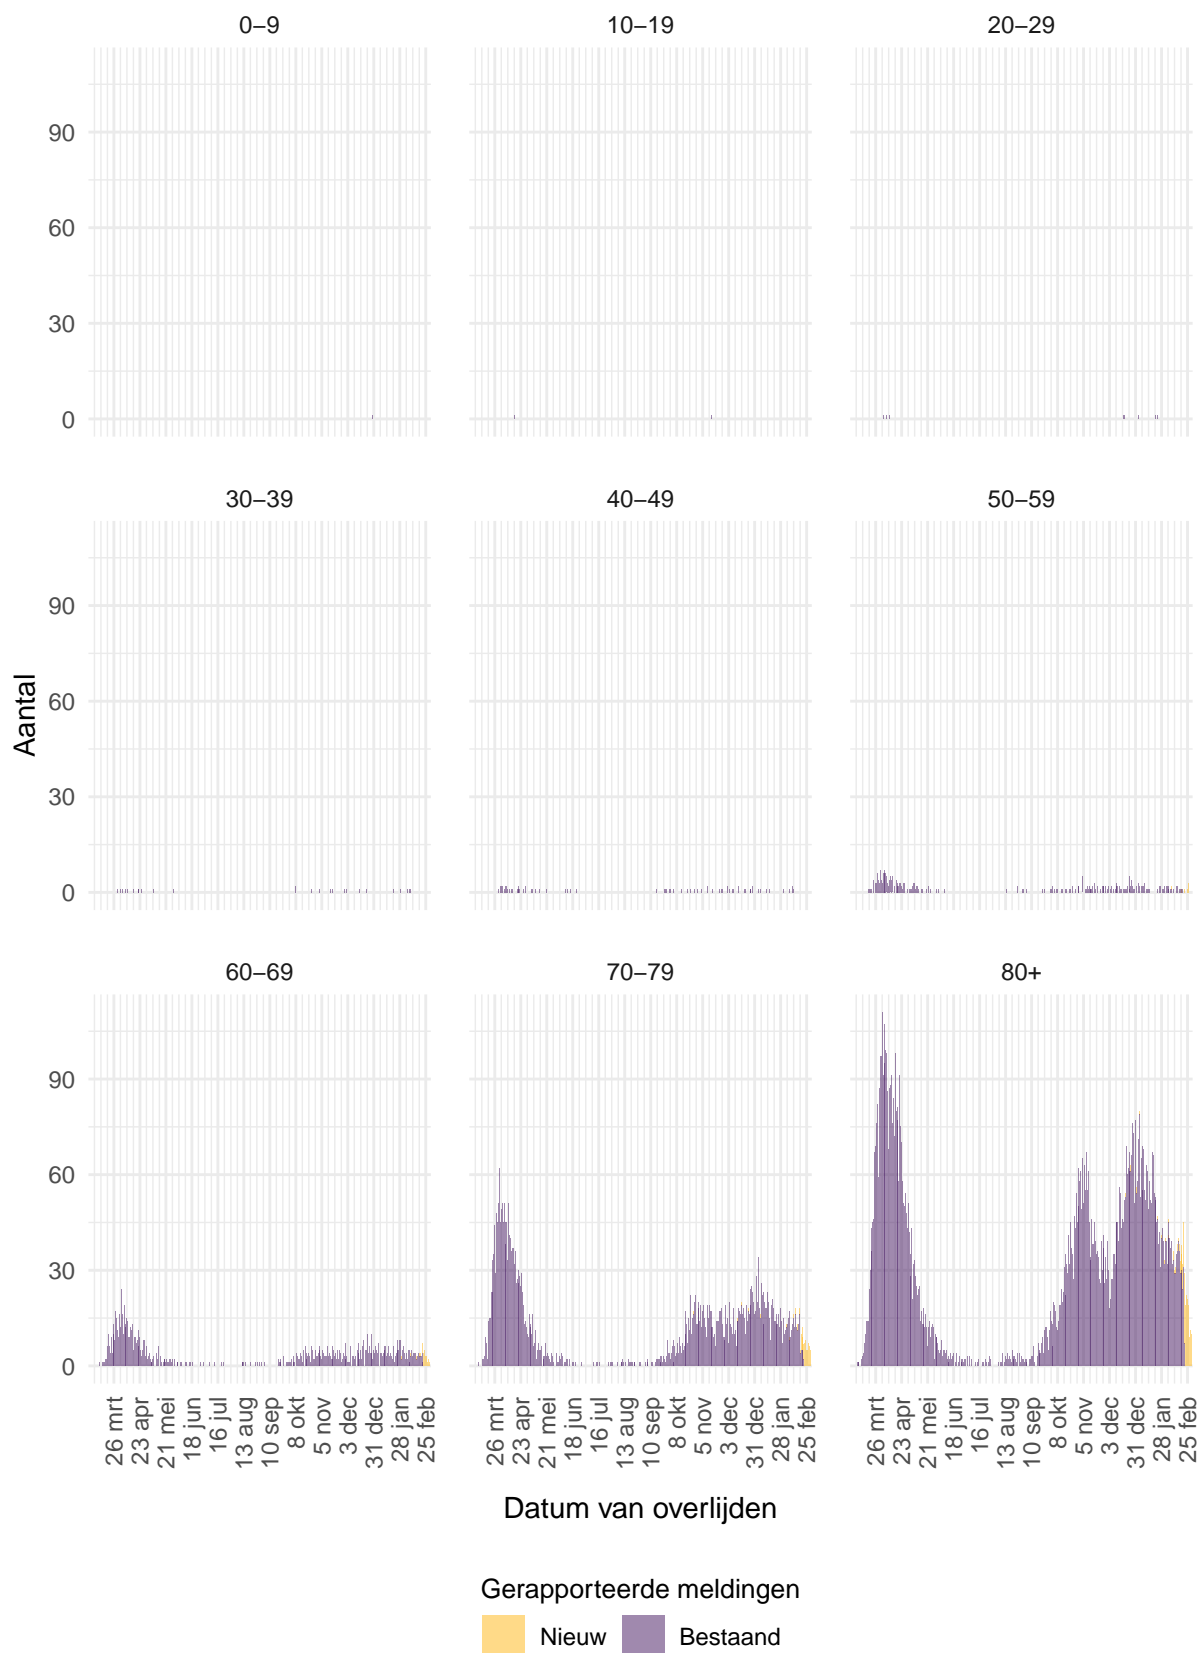 0–9 10–19 20–29
90
60
30
0
30–39 40–49 50–59
90
60
30
0
Aantal
60–69 70–79 80+
90
60
30
0
26 mrt 23 apr 21 mei 18 jun 16 jul 13 aug 10 sep 8 okt 5 nov 3 dec 31 dec 28 jan 25 feb 26 mrt 23 apr 21 mei 18 jun 16 jul 13 aug 10 sep 8 okt 5 nov 3 dec 31 dec 28 jan 25 feb 26 mrt 23 apr 21 mei 18 jun 16 jul 13 aug 10 sep 8 okt 5 nov 3 dec 31 dec 28 jan 25 feb
Datum van overlijden
Gerapporteerde meldingen
Nieuw Bestaand